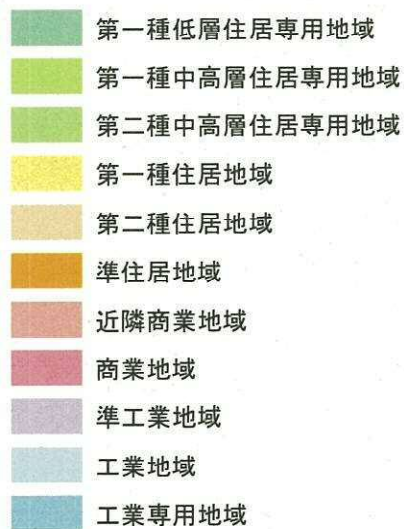 第一種低層住居専用地域
第一種中高層住居専用地域
第二種中高層住居専用地域
第一種住居地域
第二種住居地域
準住居地域
近隣商業地域
商業地域
準工業地域
工業地域
工業専用地域